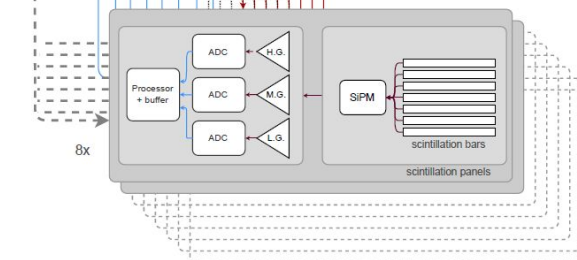 ADC
H.G.
Processor
+ buffer
ADC
M.G.
ADC
L.G.
SiPM
scintillation bars
scintillation panels
8x